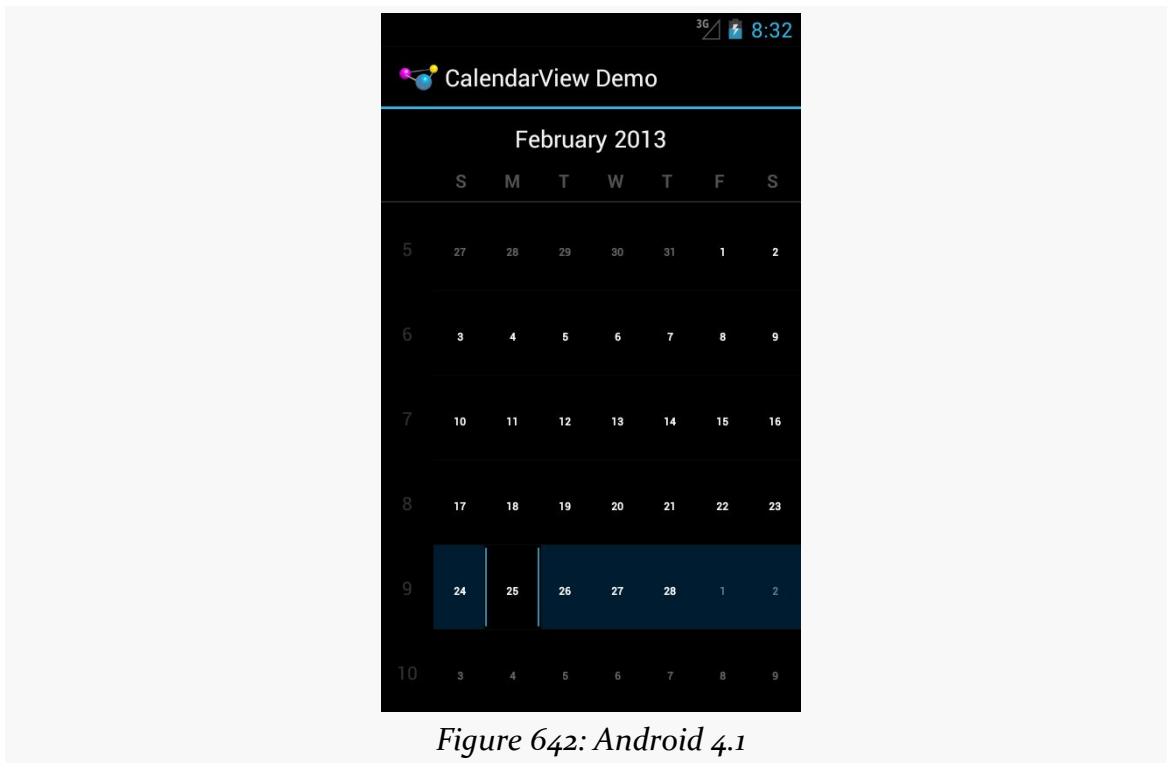 3G 8:32
CalendarView Demo
February 2013
S M T W T F S
5 27 28 29 30 31 1 2
6 3 4 5 6 7 8 9
7 10 11 12 13 14 15 16
8 17 18 19 20 21 22 23
9 24 25 26 27 28 1 2
10 3 4 5 6 7 8 9
Figure 642: Android 4.1